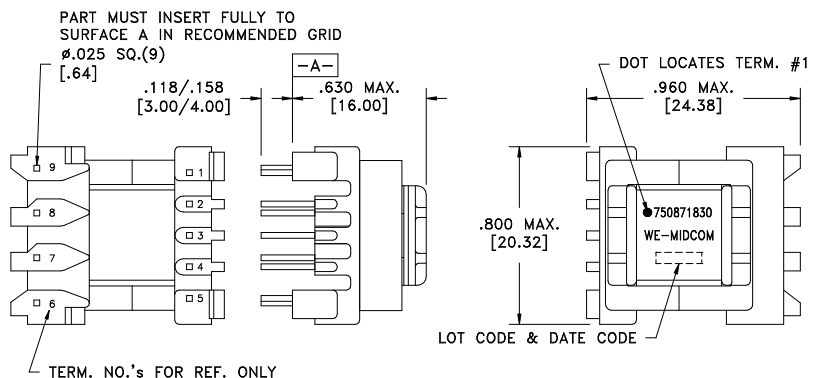 PART MUST INSERT FULLY TO
SURFACE A IN RECOMMENDED GRID
ø.025 SQ.(9)
[.64]
-A-
.118/.158
[3.00/4.00]
.630 MAX.
[16.00]
DOT LOCATES TERM. #1
.960 MAX.
[24.38]
9
8
7
6
1
2
3
4
5
.800 MAX.
[20.32]
750871830
WE-MIDCOM
LOT CODE & DATE CODE
TERM. NO.'s FOR REF. ONLY